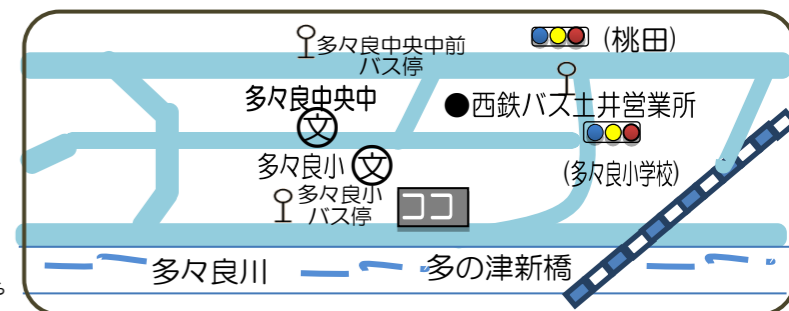 多々良中央中前
バス停
(桃田)
多々良中央中
文
●西鉄バス土井営業所
多々良小
文
(多々良小学校)
多々良小
バス停
ココ
多々良川
多の津新橋